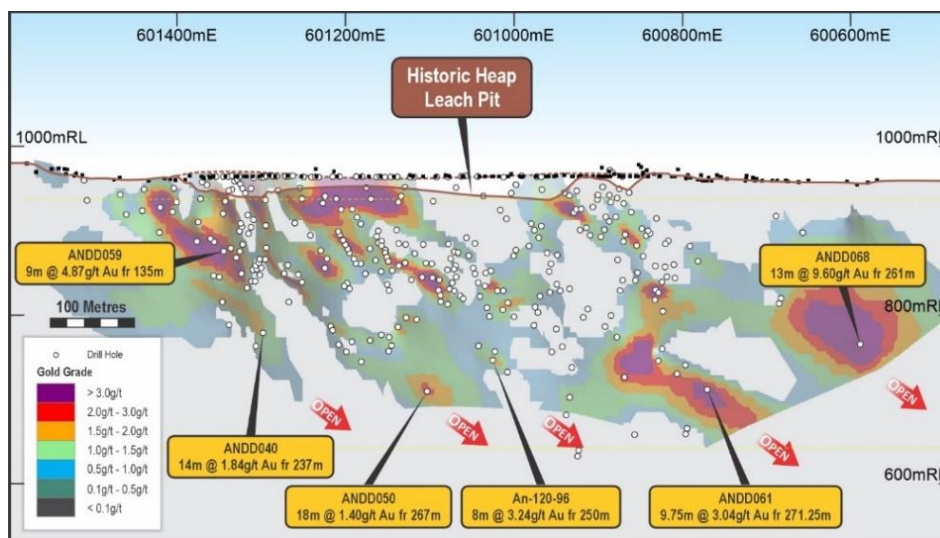 601400mE 601200mE 601000mE 600800mE 600600mE
Historic Heap
Leach Pit
1000mRL 1000mRL
ANDD059
9m @ 4.87g/t Au fr 135m
ANDD068
13m @ 9.60g/t Au fr 261m
100 Metres
800mRL
Drill Hole
Gold Grade
> 3.0g/t
2.0g/t - 3.0g/t
1.5g/t - 2.0g/t
1.0g/t - 1.5g/t
0.5g/t - 1.0g/t
0.1g/t - 0.5g/t
< 0.1g/t
OPEN OPEN OPEN OPEN OPEN
ANDD040
14m @ 1.84g/t Au fr 237m
600mRL
ANDD050
18m @ 1.40g/t Au fr 267m
An-120-96
8m @ 3.24g/t Au fr 250m
ANDD061
9.75m @ 3.04g/t Au fr 271.25m